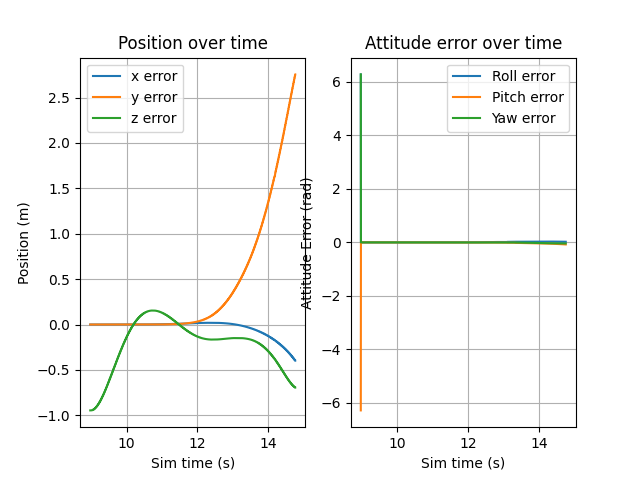 Position over time
Position (m)
2.5
2.0
1.5
1.0
0.5
0.0
−0.5
−1.0
x error
y error
z error
10
12
14
Sim time (s)
Attitude error over time
Attitude Error (rad)
6
4
2
0
−2
−4
−6
Roll error
Pitch error
Yaw error
10
12
14
Sim time (s)